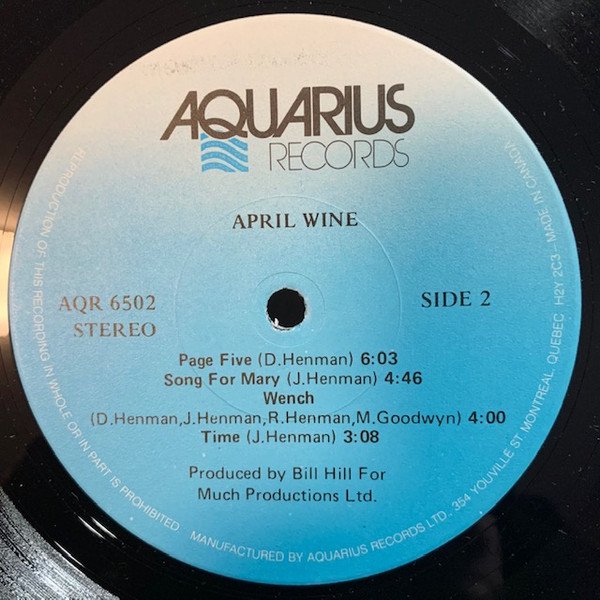 AQUARIUS
RECORDS
APRIL WINE
AQR 6502
STEREO
SIDE 2
Page Five (D.Henman) 6:03
Song For Mary (J.Henman) 4:46
Wench
(D.Henman,J.Henman,R.Henman,M.Goodwyn) 4:00
Time (J.Henman) 3:08
Produced by Bill Hill For
Much Productions Ltd.
REPRODUCTION OF THIS RECORDING IN WHOLE OR IN PART IS PROHIBITED
MANUFACTURED BY AQUARIUS RECORDS LTD., 354 YOUVILLE ST. MONTREAL, QUEBEC H2Y 2C3—MADE IN CANADA